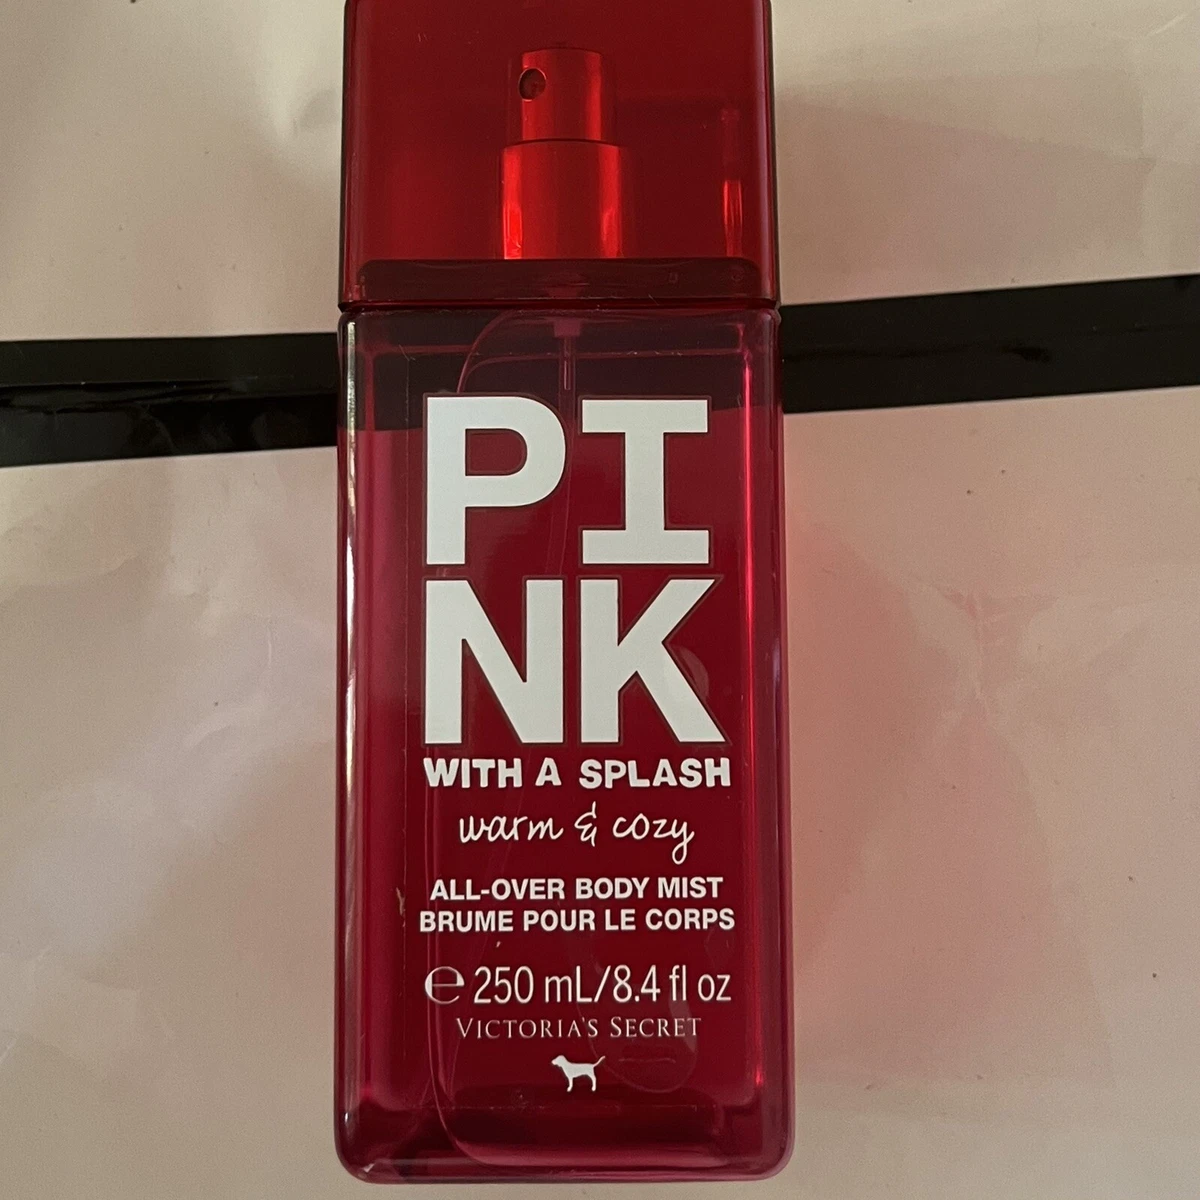 PI
NK
WITH A SPLASH
warm & cozy
ALL-OVER BODY MIST
BRUME POUR LE CORPS
℮ 250 mL/8.4 fl oz
VICTORIA'S SECRET